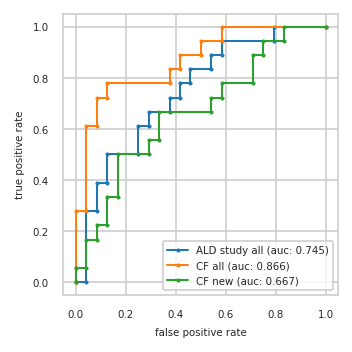 1.0
0.8
0.6
0.4
0.2
0.0
true positive rate
ALD study all (auc: 0.745)
CF all (auc: 0.866)
CF new (auc: 0.667)
0.0 0.2 0.4 0.6 0.8 1.0
false positive rate